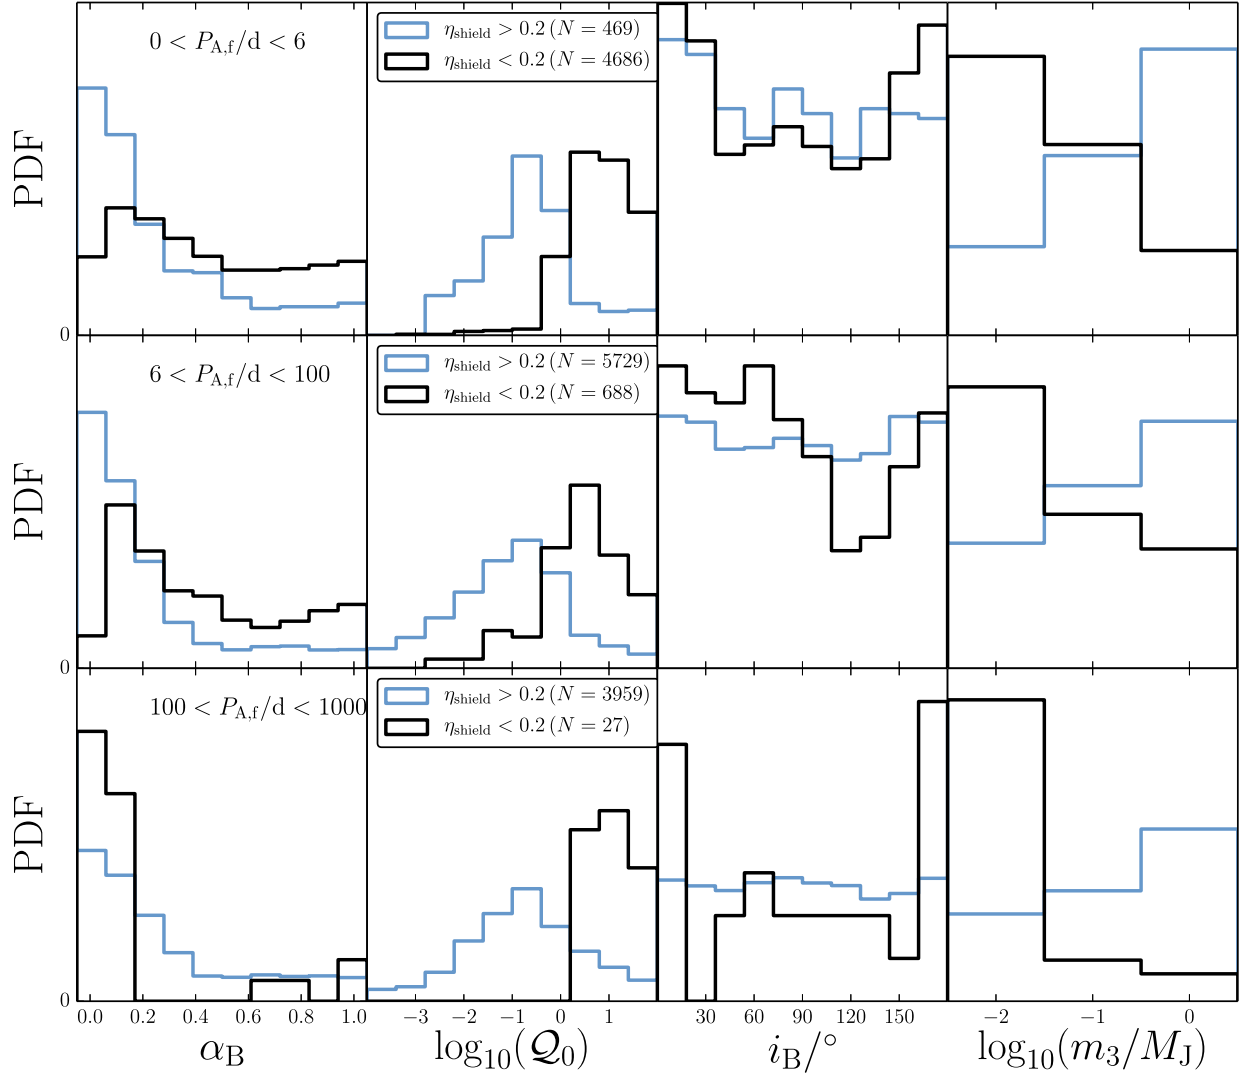 0 < P_A,f/d < 6
η_shield > 0.2 (N = 469)
η_shield < 0.2 (N = 4686)
PDF
0
6 < P_A,f/d < 100
η_shield > 0.2 (N = 5729)
η_shield < 0.2 (N = 688)
PDF
0
100 < P_A,f/d < 1000
η_shield > 0.2 (N = 3959)
η_shield < 0.2 (N = 27)
PDF
0
0.0 0.2 0.4 0.6 0.8 1.0 −3 −2 −1 0 1 30 60 90 120 150 −2 −1 0
α_B log₁₀(𝒬₀) i_B/° log₁₀(m₃/M_J)